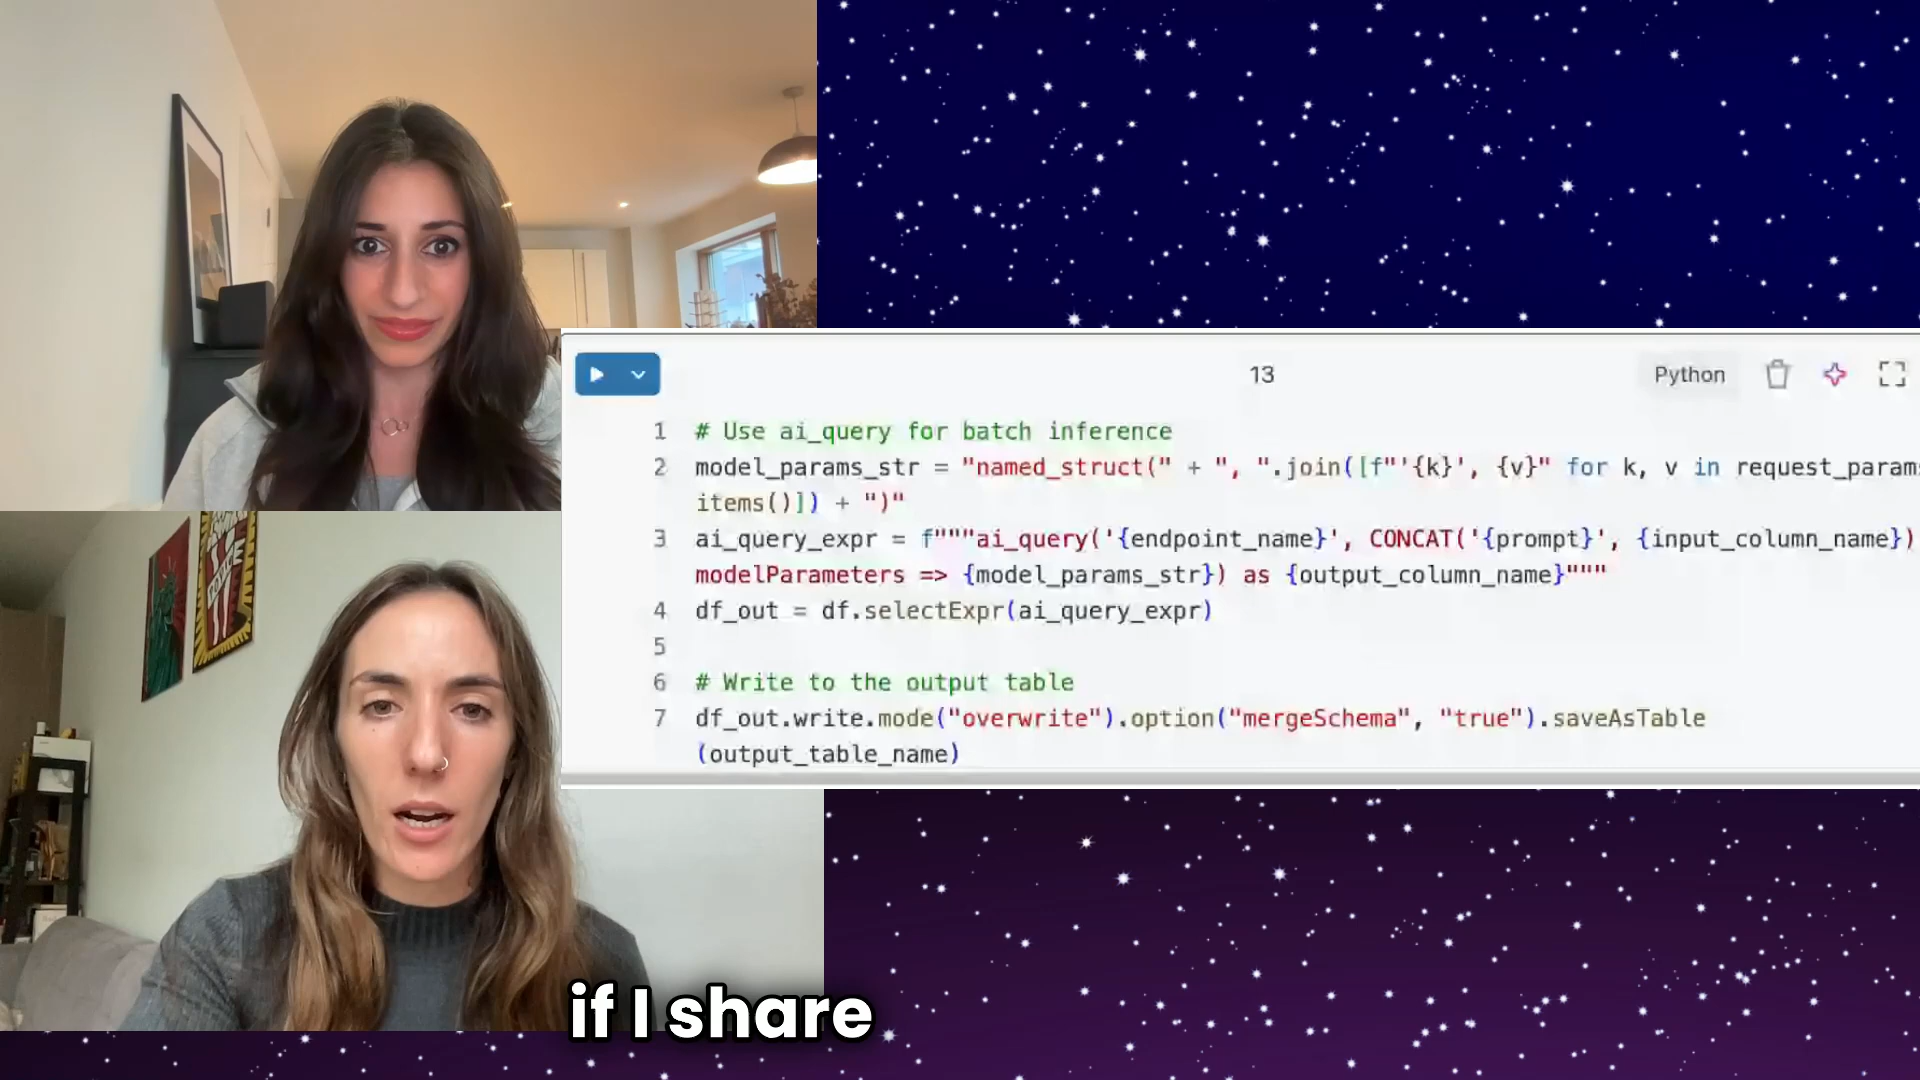 13
Python
1 # Use ai_query for batch inference
2 model_params_str = "named_struct(" + ", ".join([f"'{k}', {v}" for k, v in request_params
items()]) + ")"
3 ai_query_expr = f"""ai_query('{endpoint_name}', CONCAT('{prompt}', {input_column_name})
modelParameters => {model_params_str}) as {output_column_name}"""
4 df_out = df.selectExpr(ai_query_expr)
5
6 # Write to the output table
7 df_out.write.mode("overwrite").option("mergeSchema", "true").saveAsTable
(output_table_name)
if I share